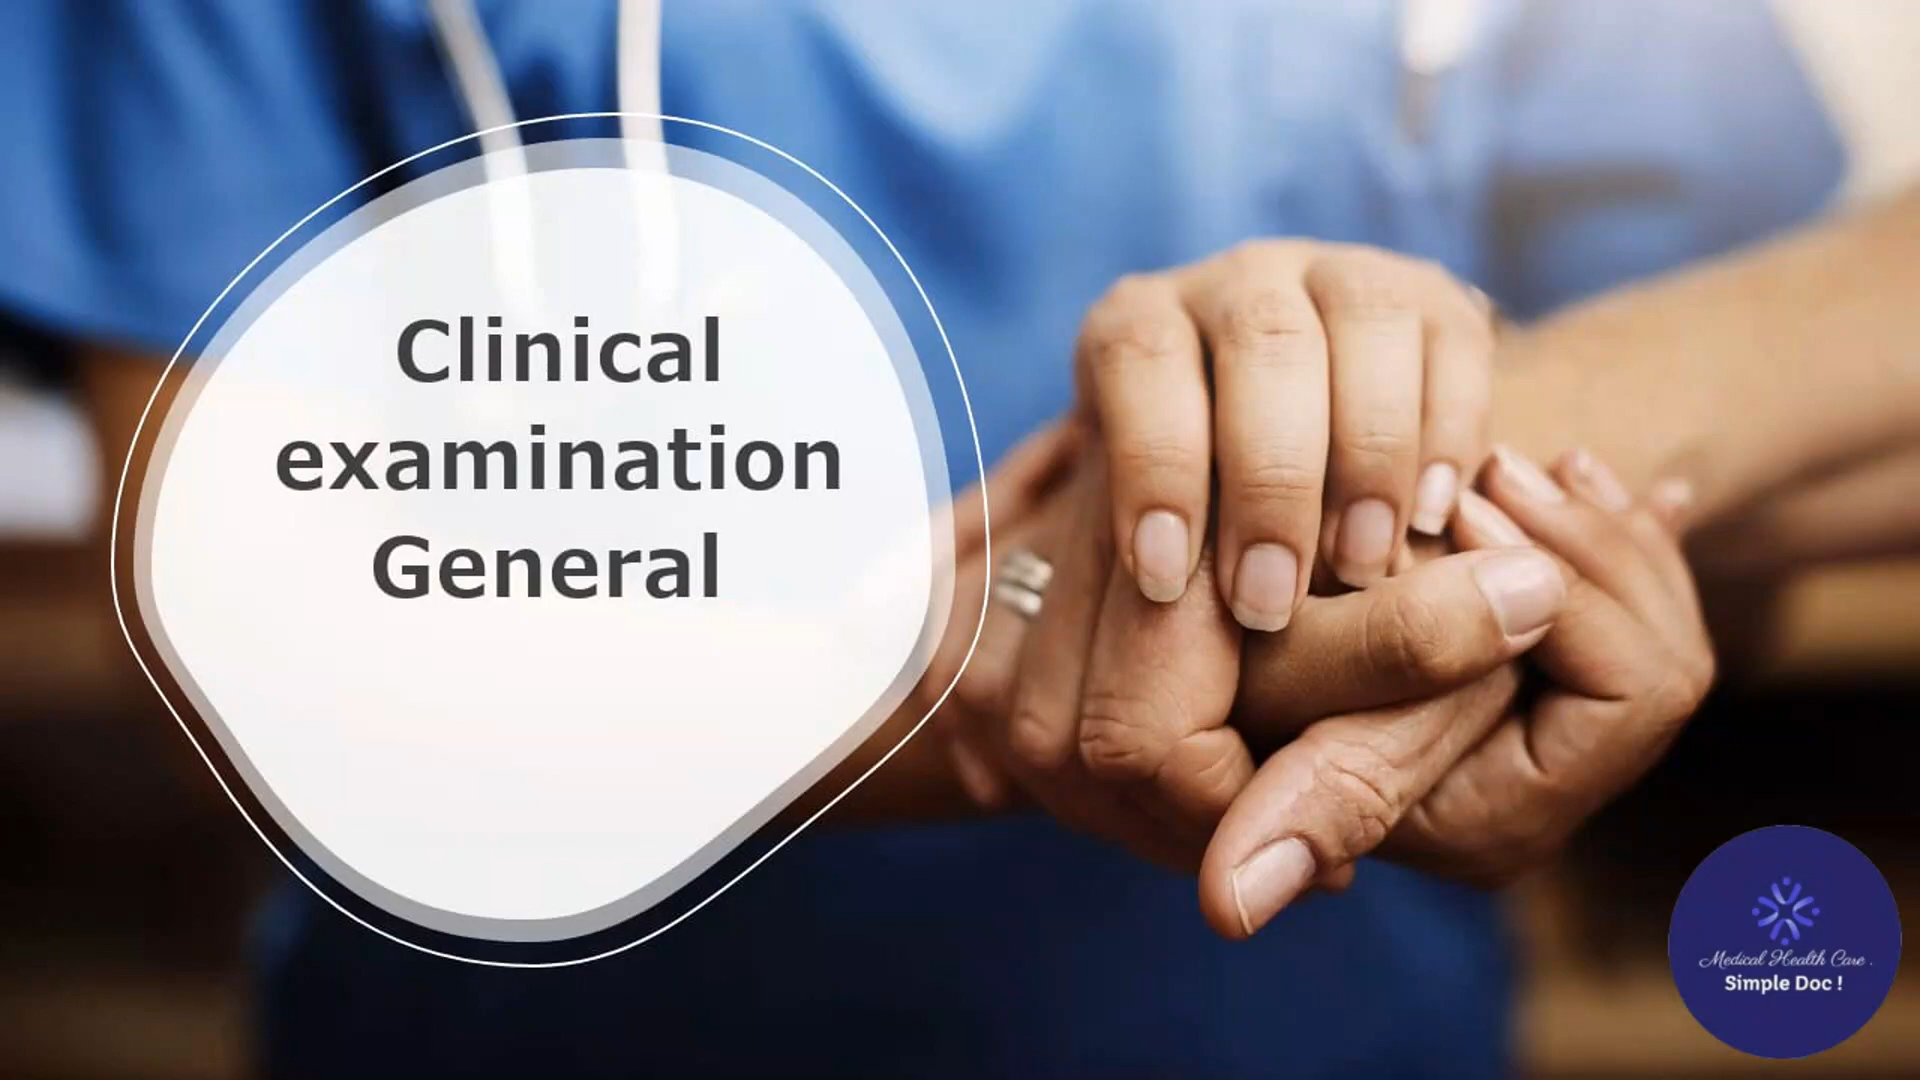 Clinical
examination
General
Medical Health Care .
Simple Doc !